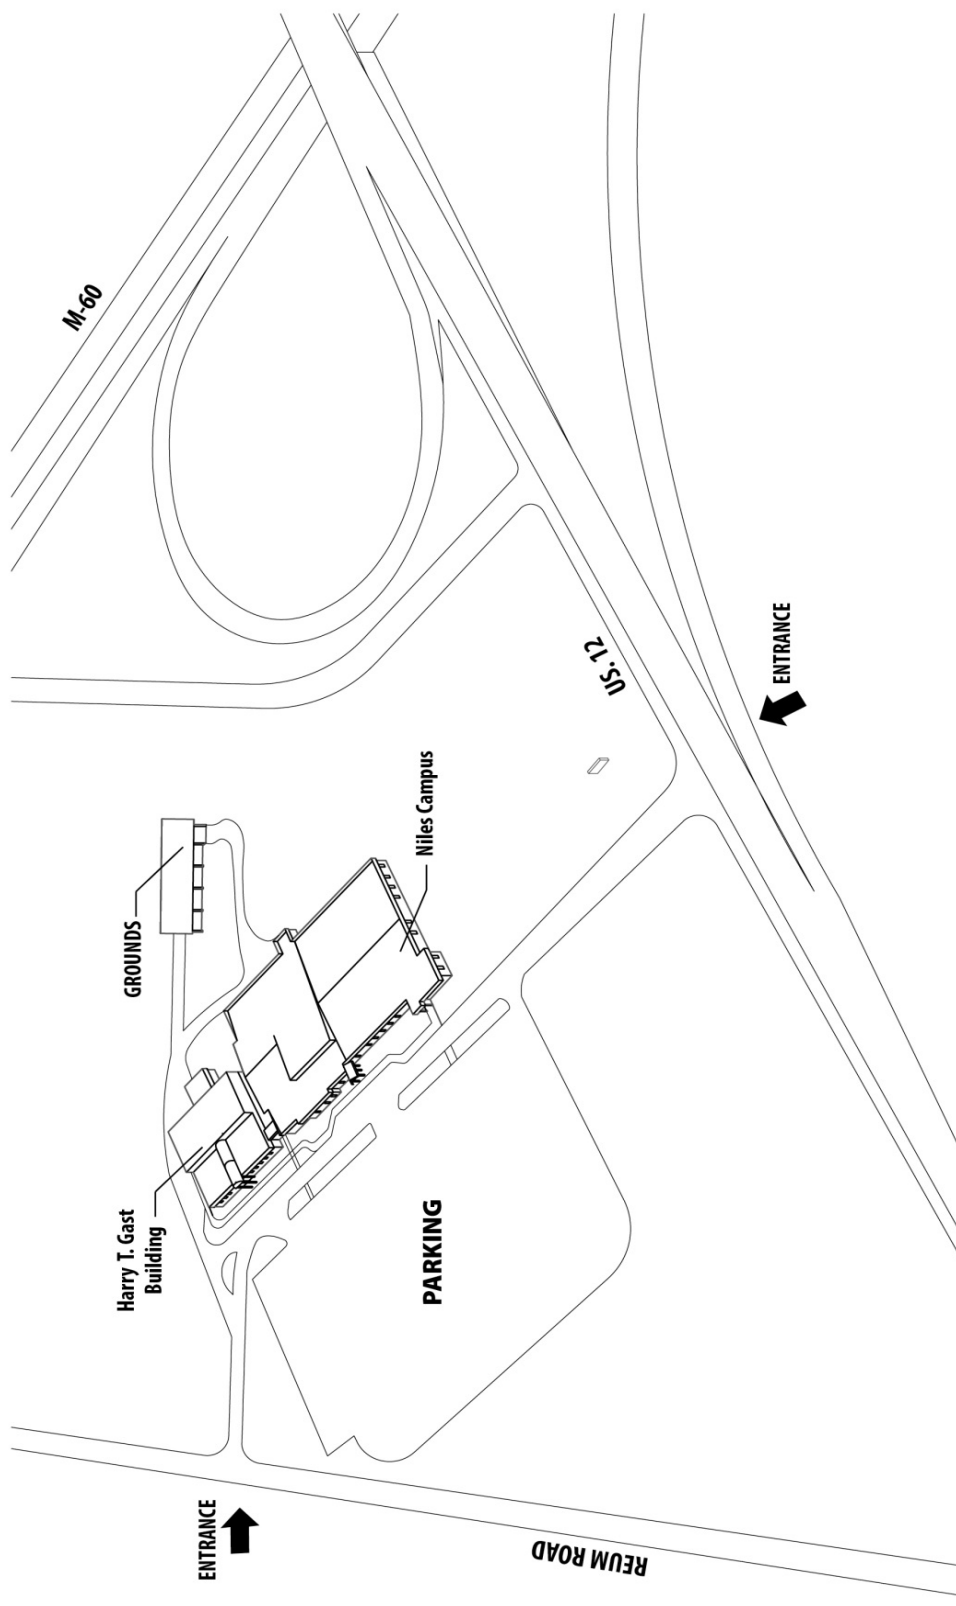 M-60
US. 12
ENTRANCE
GROUNDS
Niles Campus
Harry T. Gast
Building
PARKING
ENTRANCE
REUM ROAD